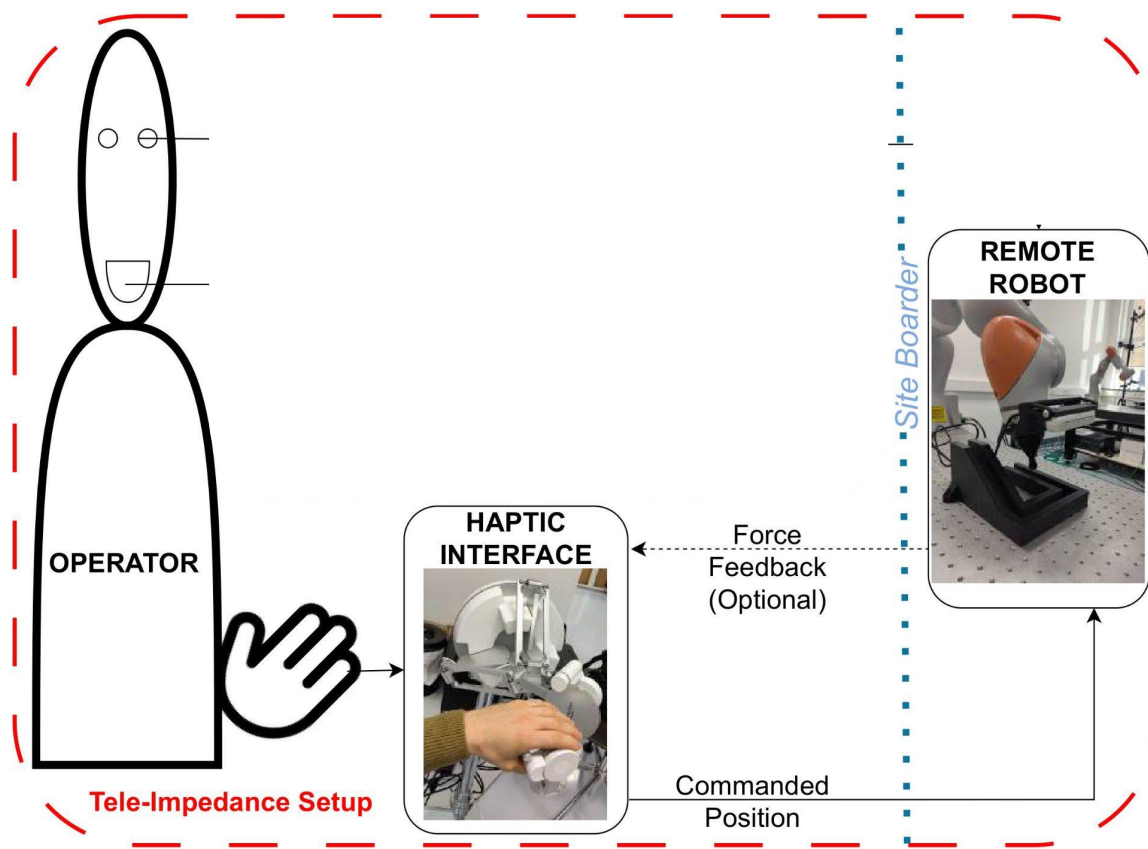 REMOTE
ROBOT
Site Boarder
HAPTIC
INTERFACE
OPERATOR
Force
Feedback
(Optional)
Tele-Impedance Setup
Commanded
Position